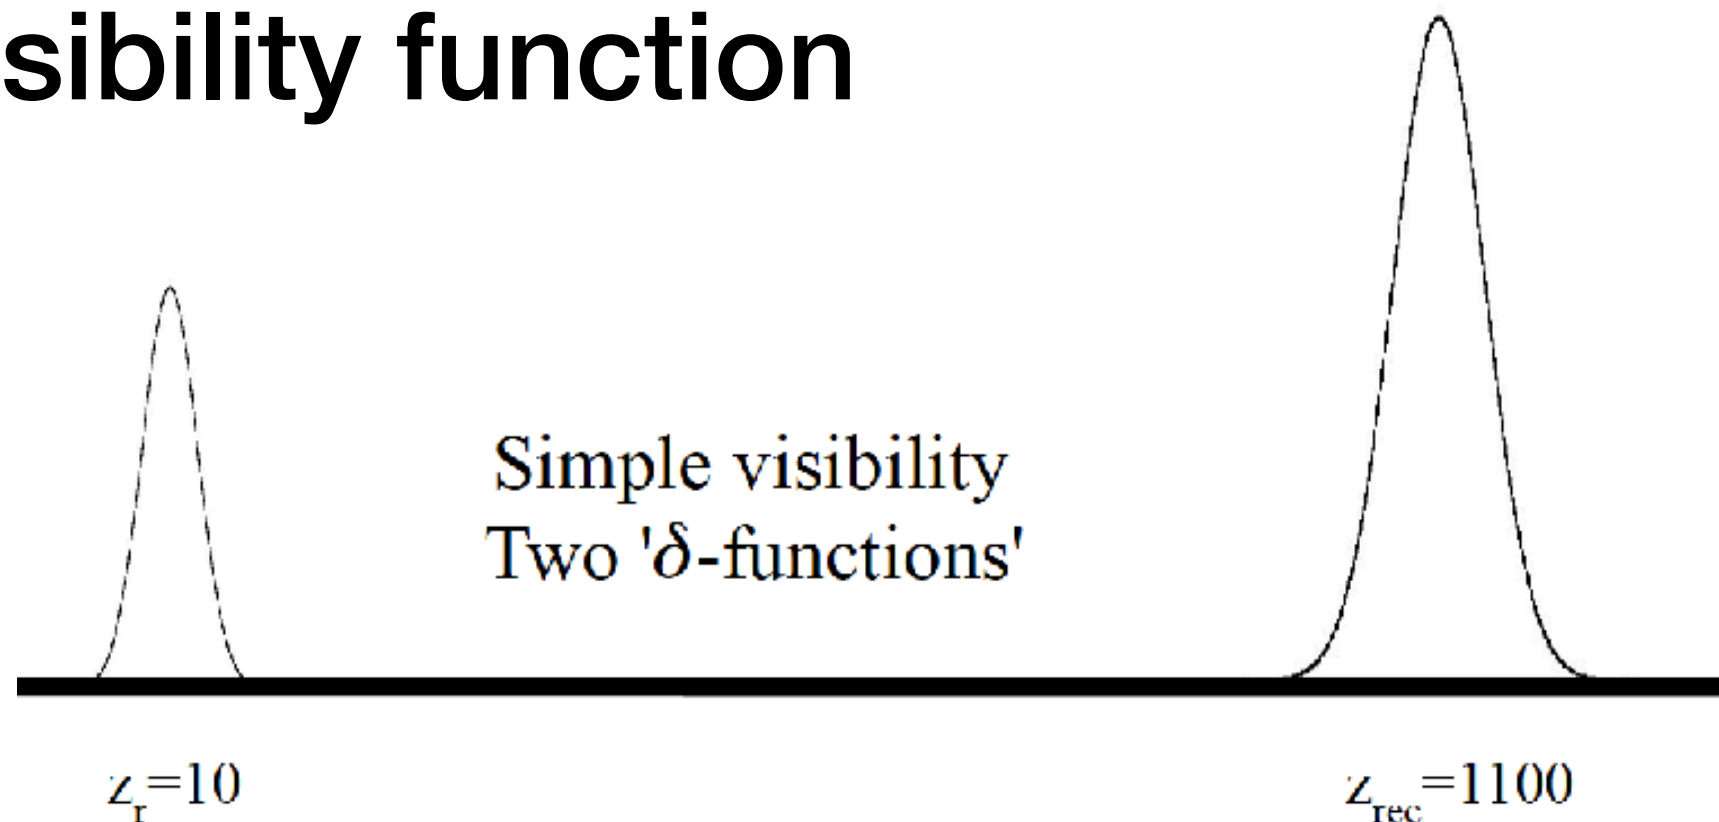 sibility function
Simple visibility
Two 'δ-functions'
z_r=10
z_rec=1100